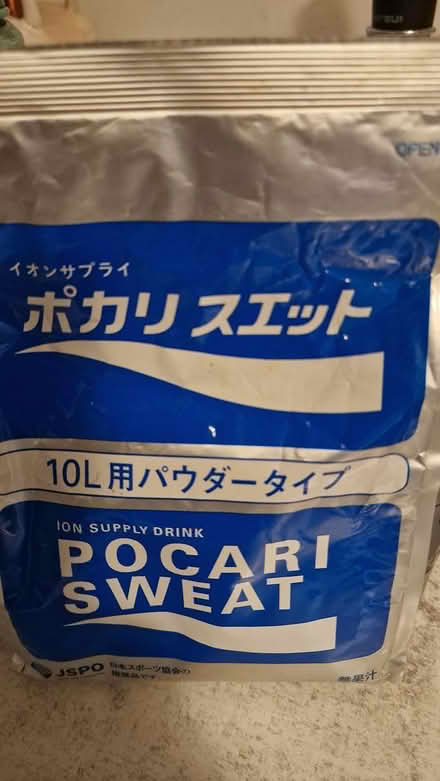 OPEN
イオンサプライ
ポカリスエット
10L用パウダータイプ
ION SUPPLY DRINK
POCARI
SWEAT
JSPO 日本スポーツ協会の
推奨品です
無果汁